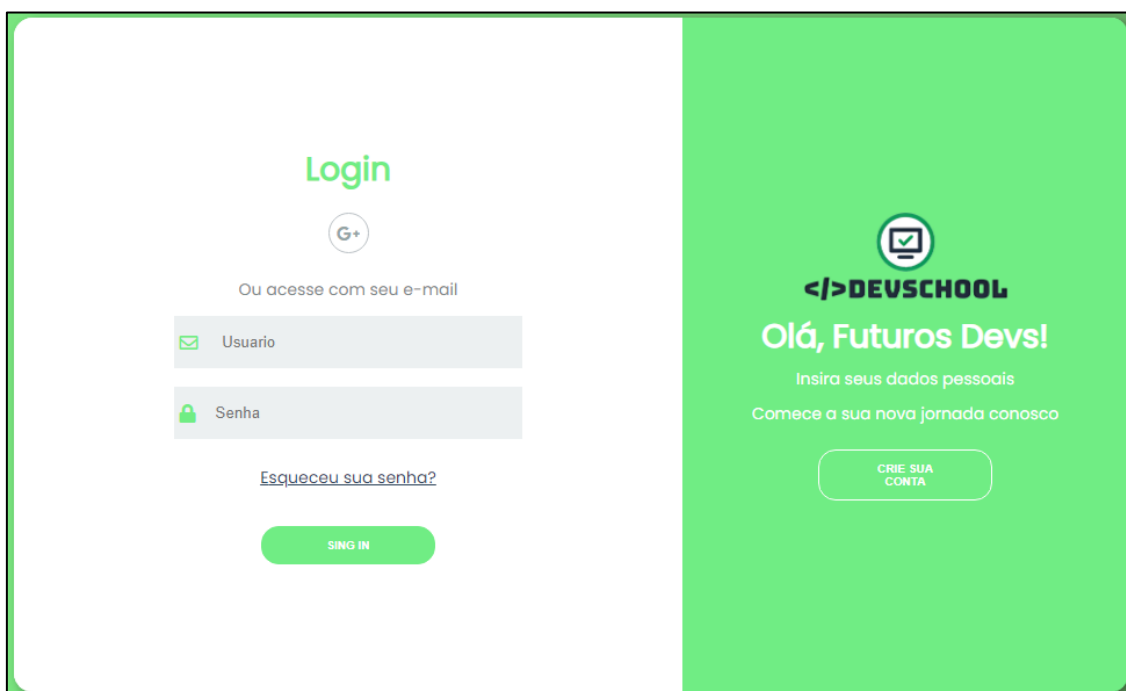 Login
G+
Ou acesse com seu e-mail
Usuario
Senha
Esqueceu sua senha?
SING IN
</>DEVSCHOOL
Olá, Futuros Devs!
Insira seus dados pessoais
Comece a sua nova jornada conosco
CRIE SUA
CONTA